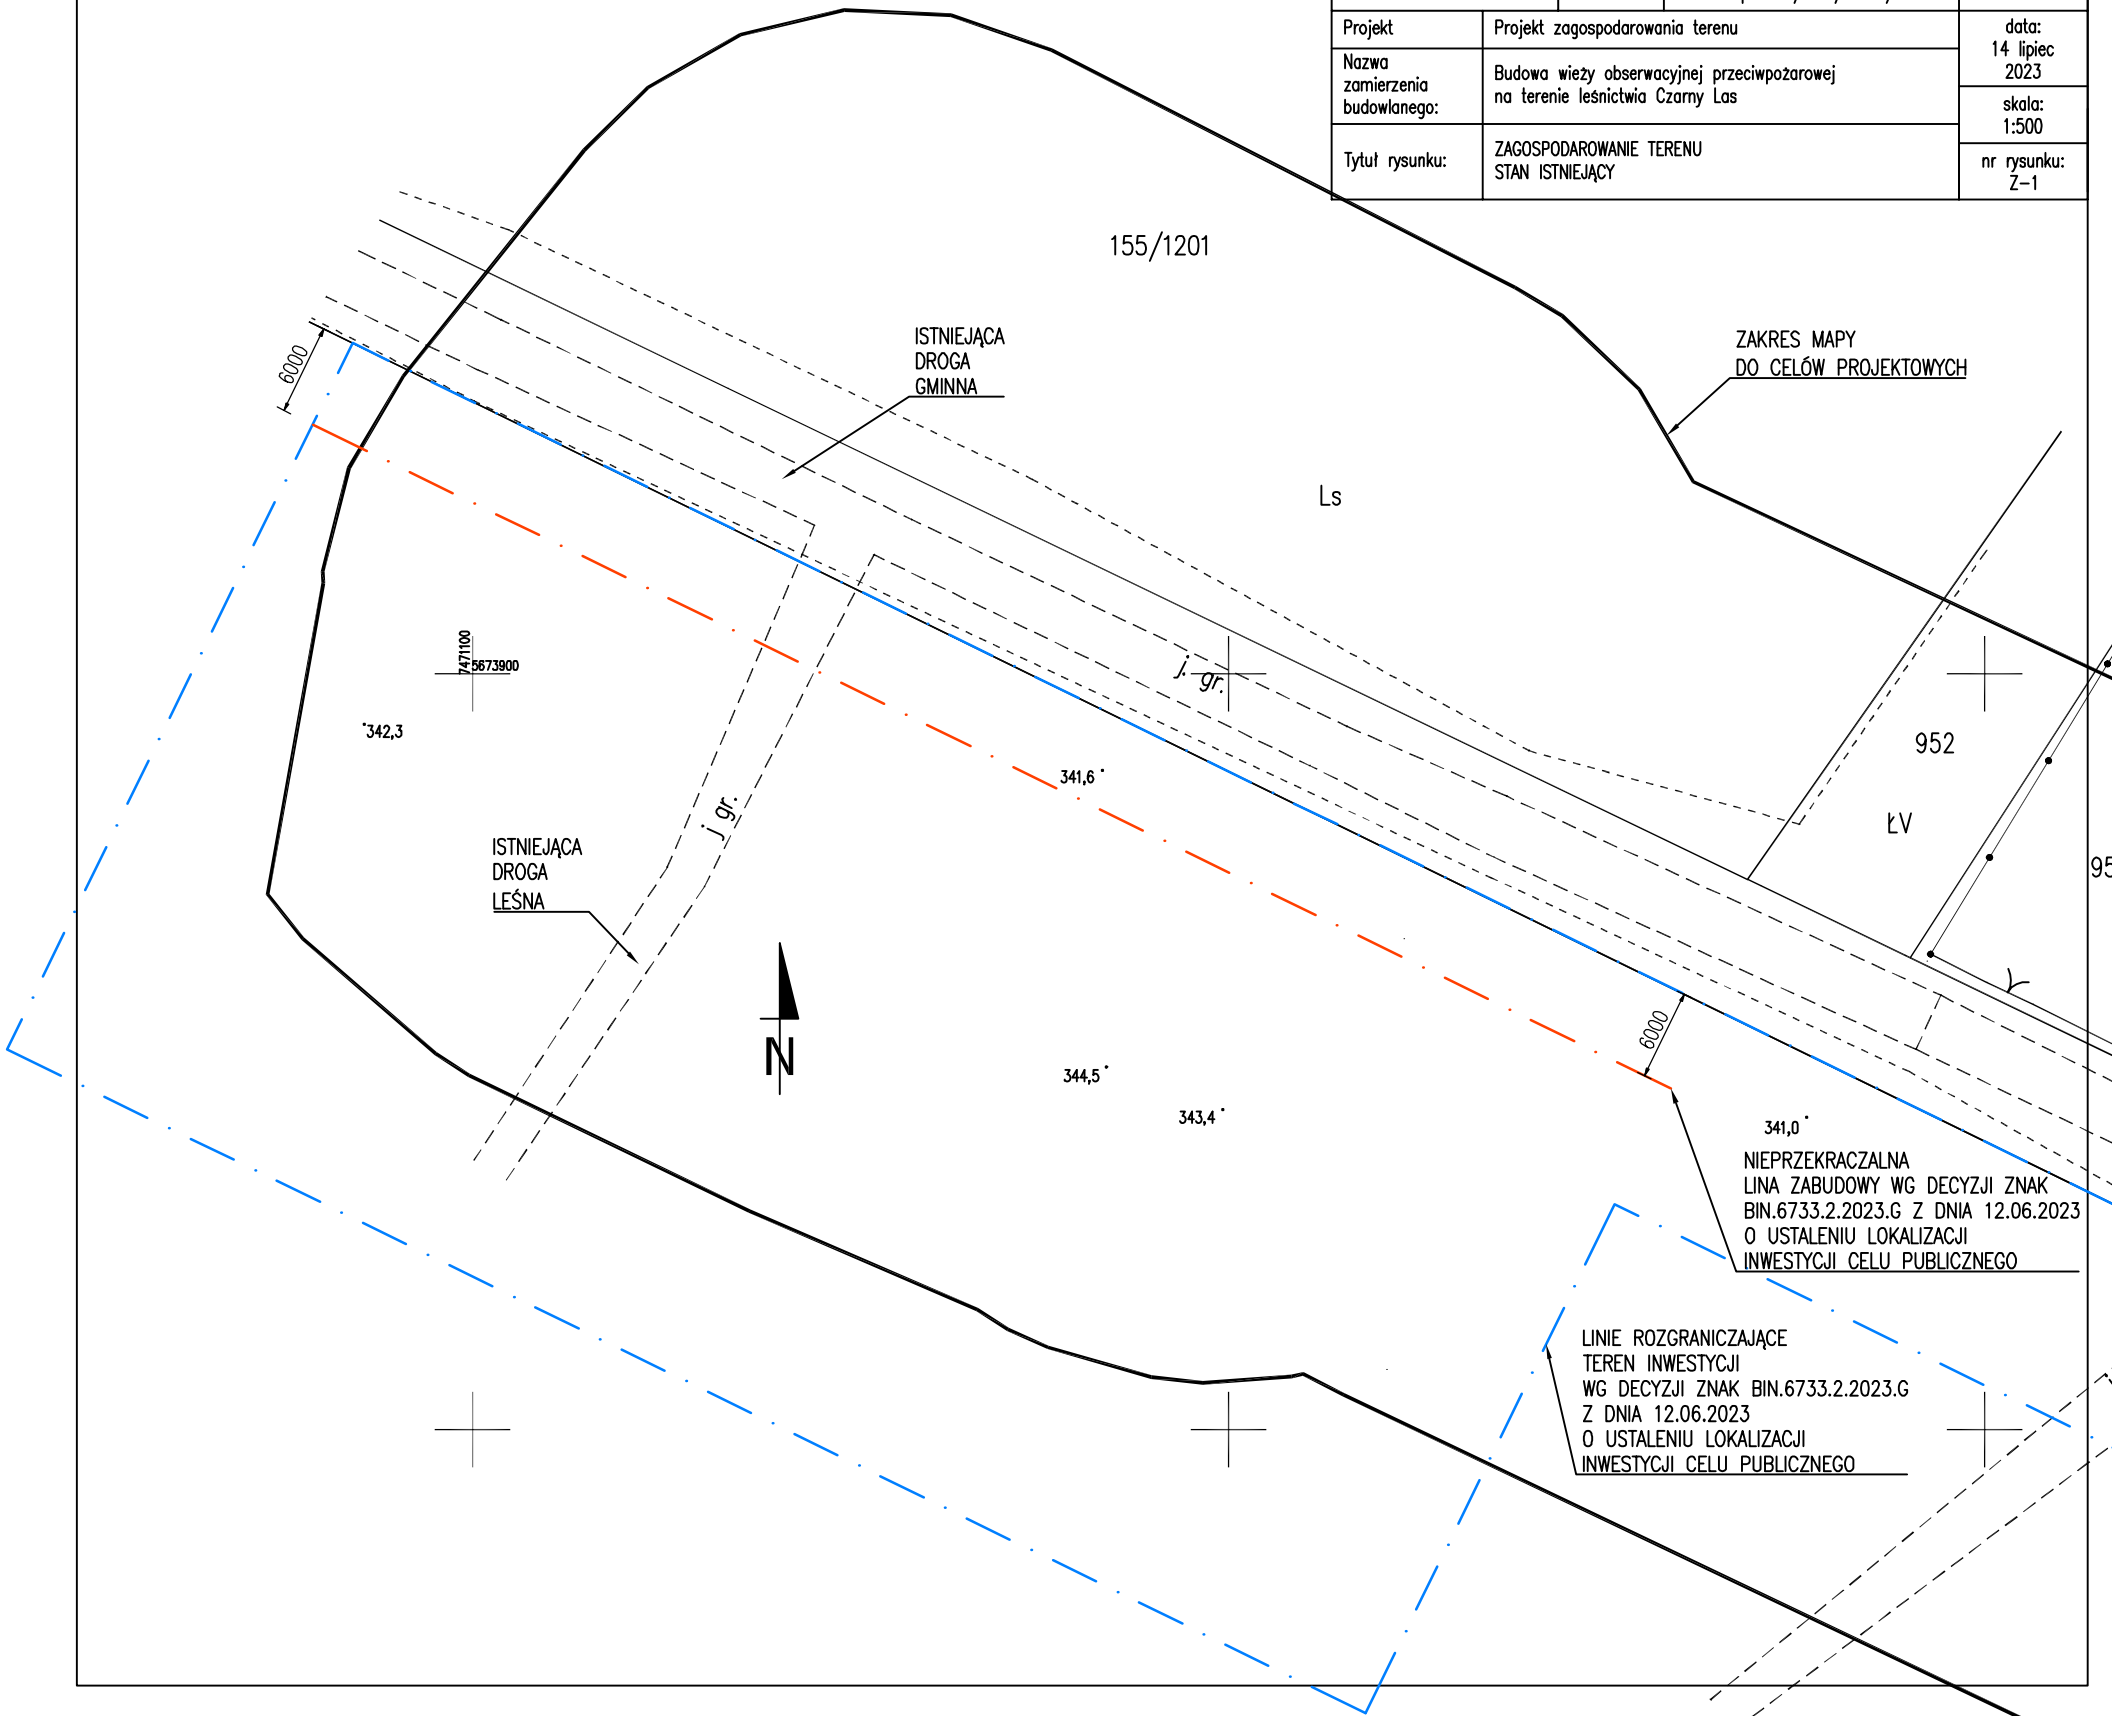 Projekt
Projekt zagospodarowania terenu
data:
14 lipiec
2023
Nazwa
zamierzenia
budowlanego:
Budowa wieży obserwacyjnej przeciwpożarowej
na terenie leśnictwia Czarny Las
skala:
1:500
Tytuł rysunku:
ZAGOSPODAROWANIE TERENU
STAN ISTNIEJĄCY
nr rysunku:
Z-1
155/1201
ISTNIEJĄCA
DROGA
GMINNA
ZAKRES MAPY
DO CELÓW PROJEKTOWYCH
6000
Ls
7471100
5673900
j. gr.
342,3
952
341,6
j gr.
ŁV
ISTNIEJĄCA
DROGA
LEŚNA
95
N
6000
344,5
343,4
341,0
NIEPRZEKRACZALNA
LINA ZABUDOWY WG DECYZJI ZNAK
BIN.6733.2.2023.G Z DNIA 12.06.2023
O USTALENIU LOKALIZACJI
INWESTYCJI CELU PUBLICZNEGO
LINIE ROZGRANICZAJĄCE
TEREN INWESTYCJI
WG DECYZJI ZNAK BIN.6733.2.2023.G
Z DNIA 12.06.2023
O USTALENIU LOKALIZACJI
INWESTYCJI CELU PUBLICZNEGO